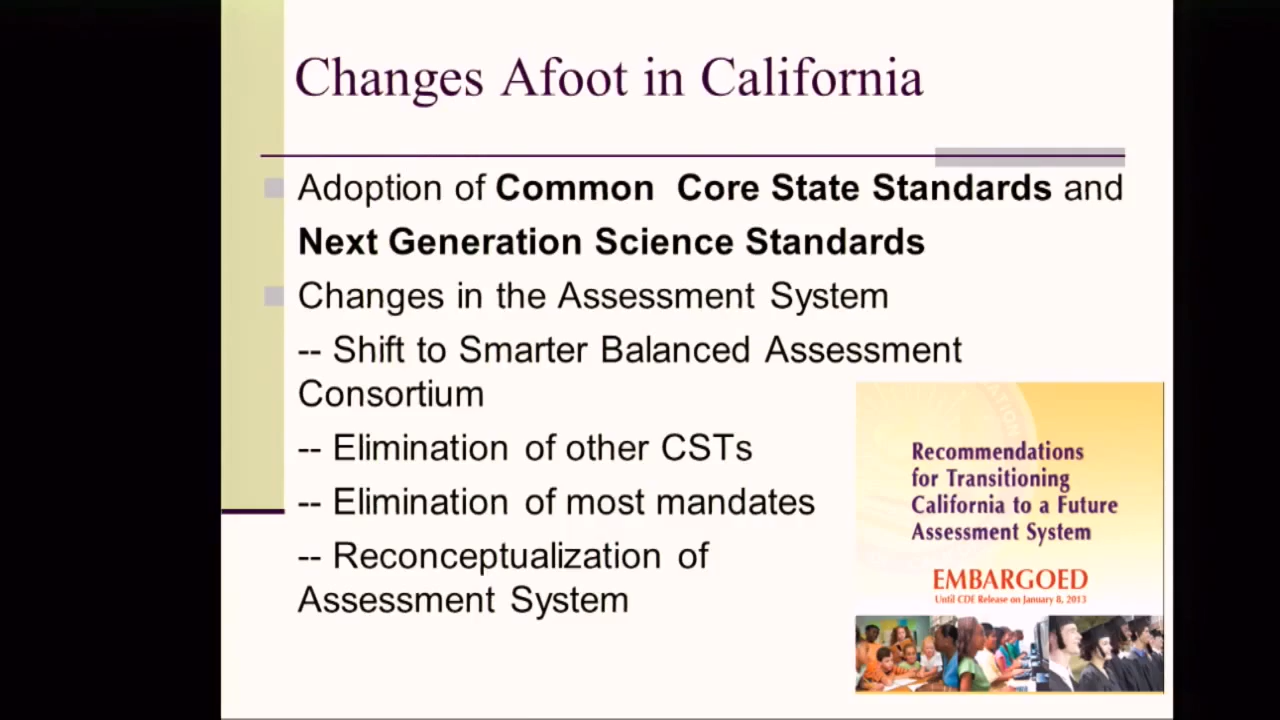 Changes Afoot in California
Adoption of Common Core State Standards and
Next Generation Science Standards
Changes in the Assessment System
-- Shift to Smarter Balanced Assessment
Consortium
-- Elimination of other CSTs
-- Elimination of most mandates
-- Reconceptualization of
Assessment System
Recommendations
for Transitioning
California to a Future
Assessment System
EMBARGOED
Until CDE Release on January 8, 2013